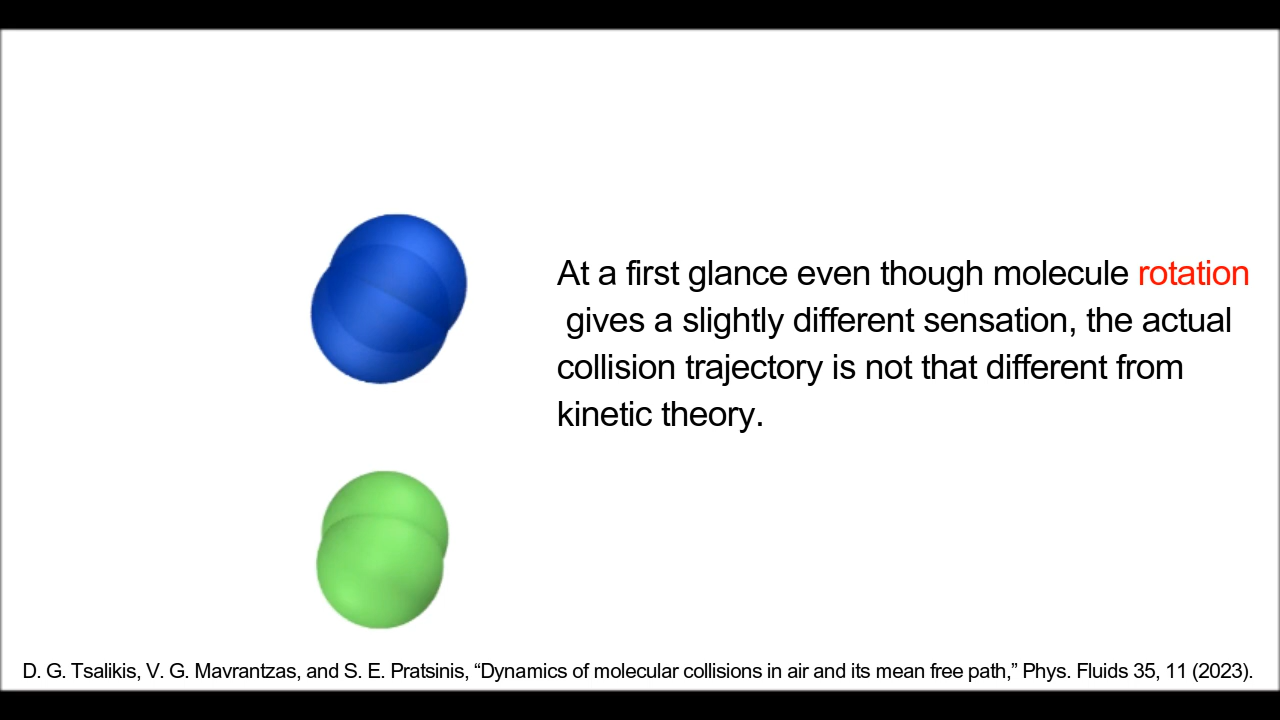 At a first glance even though molecule rotation
gives a slightly different sensation, the actual
collision trajectory is not that different from
kinetic theory.
D. G. Tsalikis, V. G. Mavrantzas, and S. E. Pratsinis, “Dynamics of molecular collisions in air and its mean free path,” Phys. Fluids 35, 11 (2023).